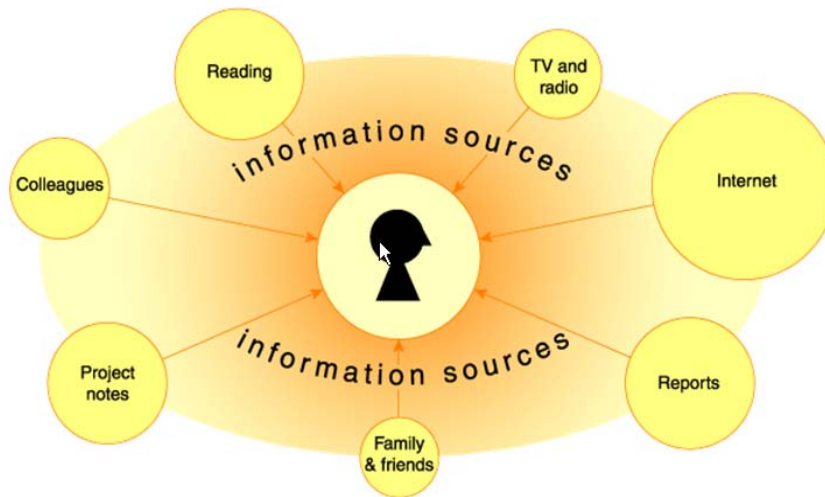 Reading
TV and
radio
information sources
Colleagues
Internet
information sources
Project
notes
Reports
Family
& friends